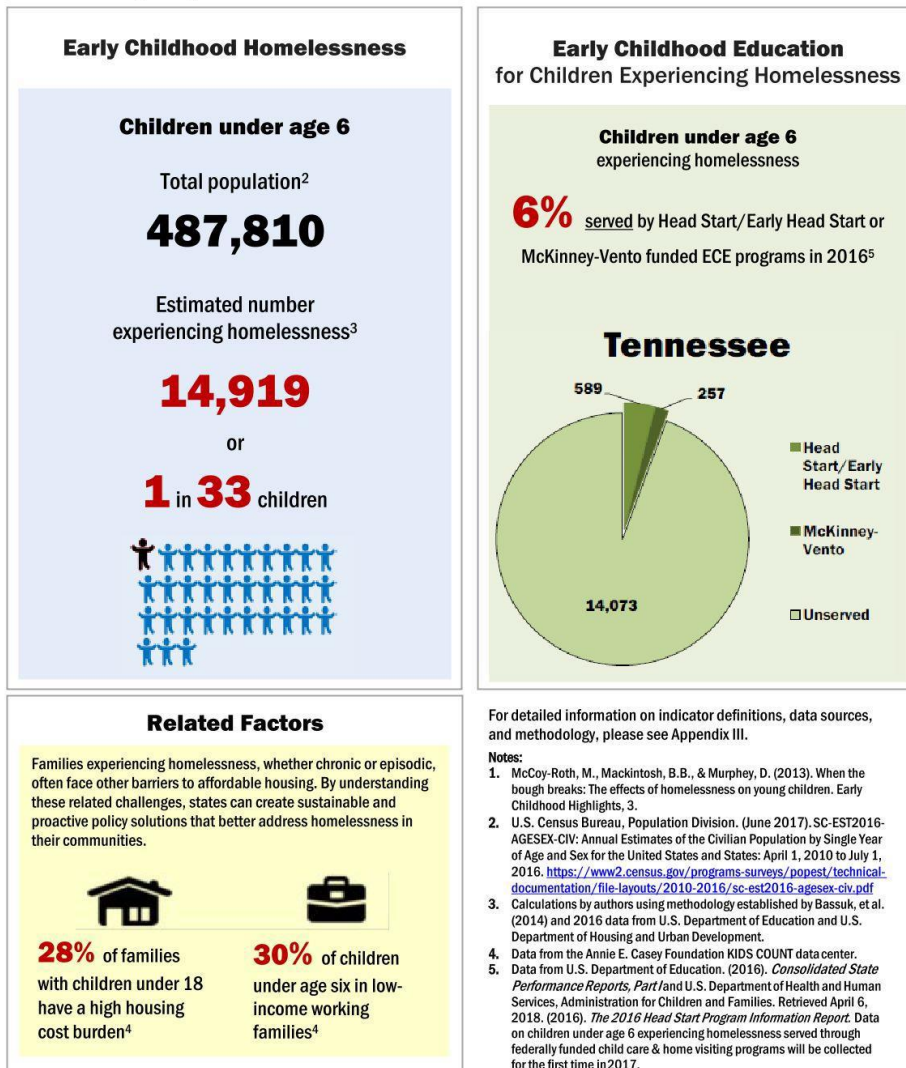 Early Childhood Homelessness
Children under age 6
Total population²
487,810
Estimated number
experiencing homelessness³
14,919
or
1 in 33 children
Early Childhood Education
for Children Experiencing Homelessness
Children under age 6
experiencing homelessness
6% served by Head Start/Early Head Start or
McKinney-Vento funded ECE programs in 2016⁵
Tennessee
589
257
14,073
Head
Start/Early
Head Start
McKinney-
Vento
Unserved
Related Factors
Families experiencing homelessness, whether chronic or episodic,
often face other barriers to affordable housing. By understanding
these related challenges, states can create sustainable and
proactive policy solutions that better address homelessness in
their communities.
28% of families
with children under 18
have a high housing
cost burden⁴
30% of children
under age six in low-
income working
families⁴
For detailed information on indicator definitions, data sources,
and methodology, please see Appendix III.
Notes:
1. McCoy-Roth, M., Mackintosh, B.B., & Murphey, D. (2013). When the
bough breaks: The effects of homelessness on young children. Early
Childhood Highlights, 3.
2. U.S. Census Bureau, Population Division. (June 2017). SC-EST2016-
AGESEX-CIV: Annual Estimates of the Civilian Population by Single Year
of Age and Sex for the United States and States: April 1, 2010 to July 1,
2016. https://www2.census.gov/programs-surveys/popest/technical-
documentation/file-layouts/2010-2016/sc-est2016-agesex-civ.pdf
3. Calculations by authors using methodology established by Bassuk, et al.
(2014) and 2016 data from U.S. Department of Education and U.S.
Department of Housing and Urban Development.
4. Data from the Annie E. Casey Foundation KIDS COUNT data center.
5. Data from U.S. Department of Education. (2016). Consolidated State
Performance Reports, Part I and U.S. Department of Health and Human
Services, Administration for Children and Families. Retrieved April 6,
2018. (2016). The 2016 Head Start Program Information Report. Data
on children under age 6 experiencing homelessness served through
federally funded child care & home visiting programs will be collected
for the first time in 2017.